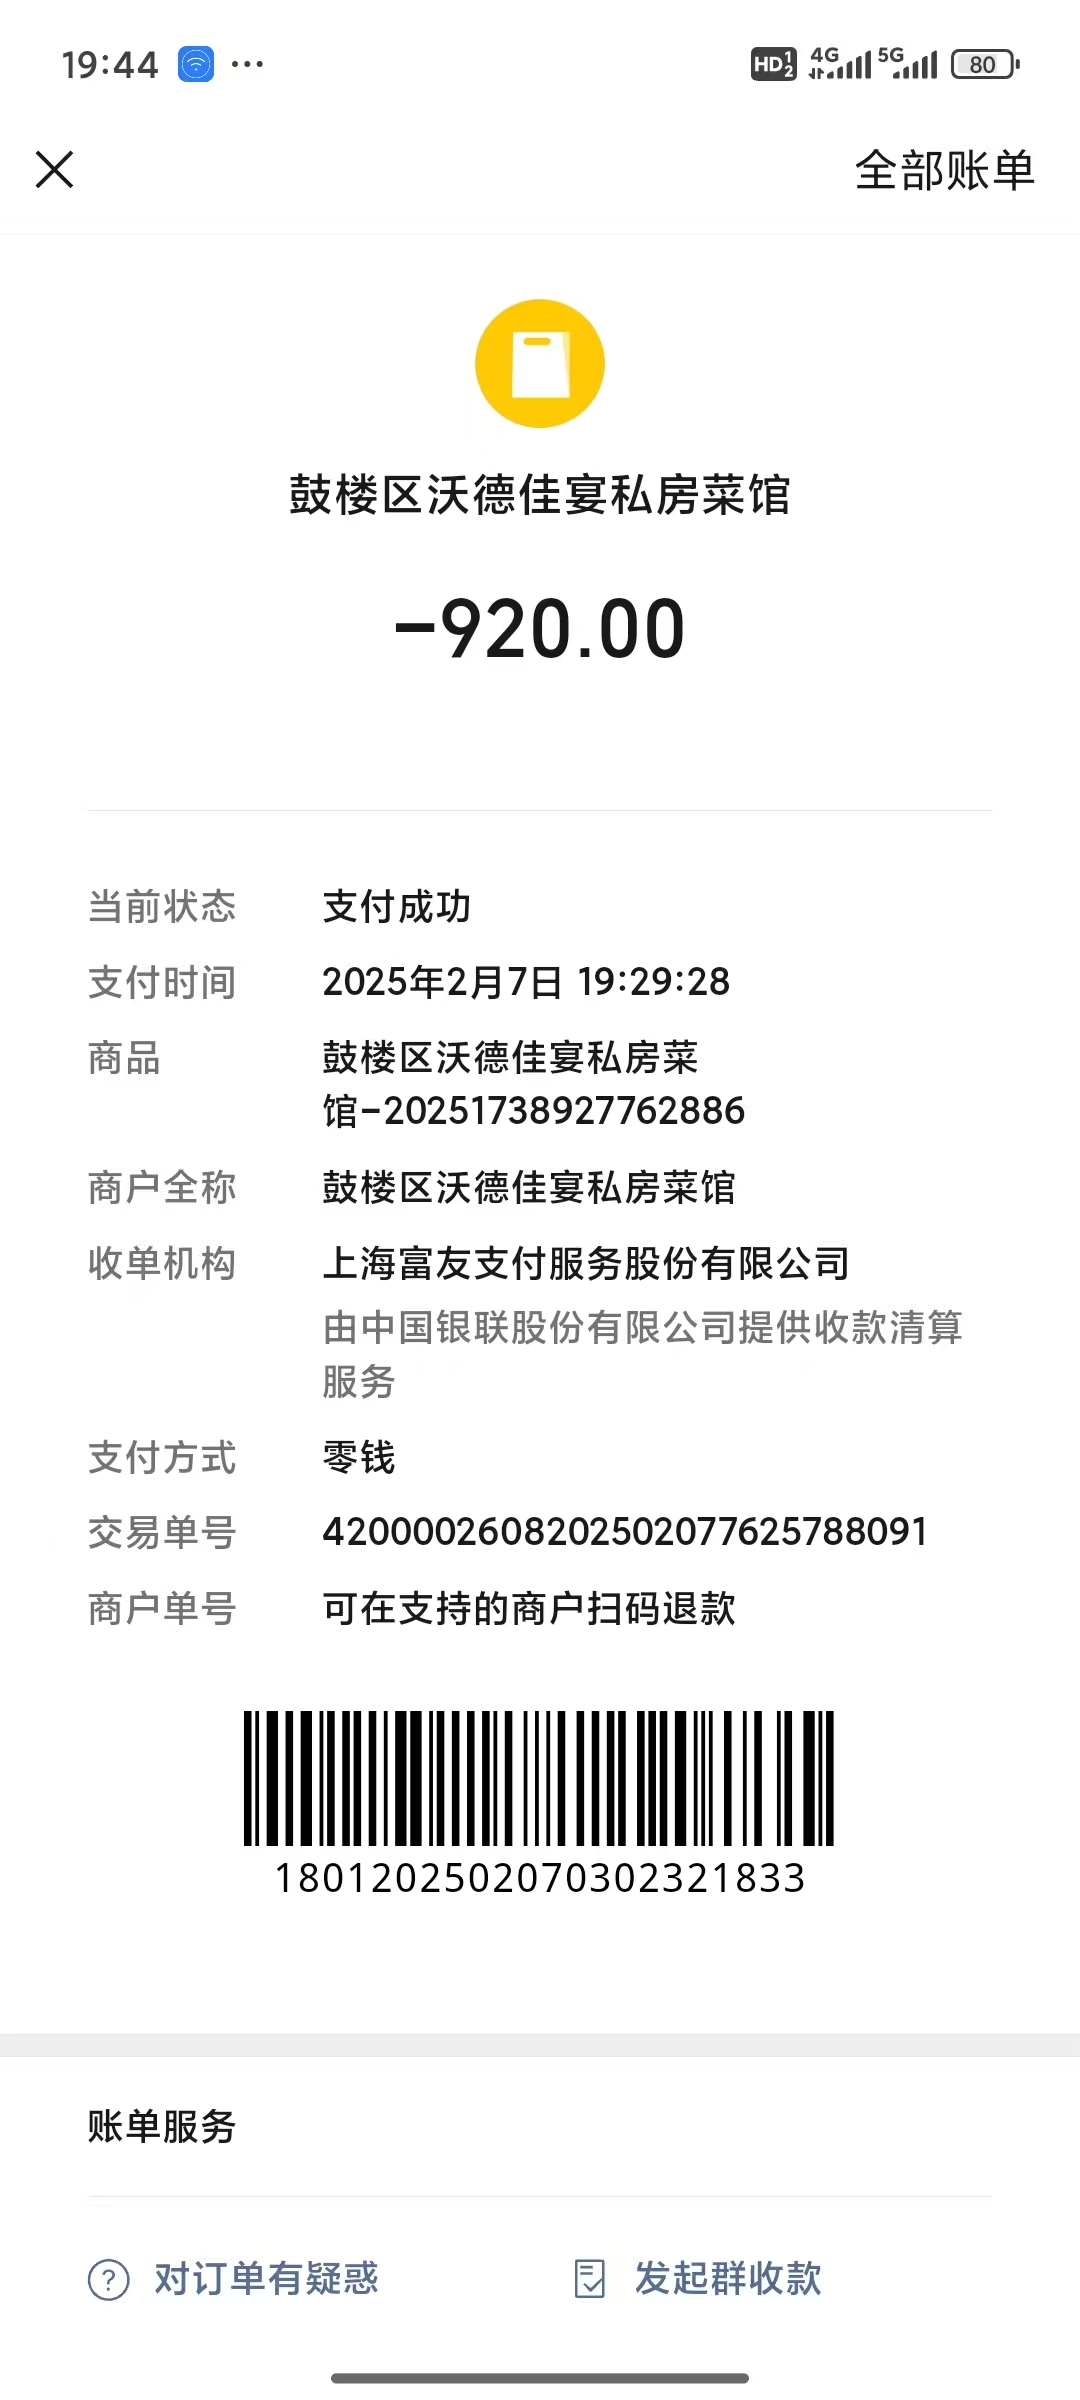 19:44
HD 1 2 4G 5G 80
全部账单
鼓楼区沃德佳宴私房菜馆
-920.00
当前状态 支付成功
支付时间 2025年2月7日 19:29:28
商品 鼓楼区沃德佳宴私房菜
馆-20251738927762886
商户全称 鼓楼区沃德佳宴私房菜馆
收单机构 上海富友支付服务股份有限公司
由中国银联股份有限公司提供收款清算
服务
支付方式 零钱
交易单号 4200002608202502077625788091
商户单号 可在支持的商户扫码退款
1801202502070302321833
账单服务
对订单有疑惑 发起群收款